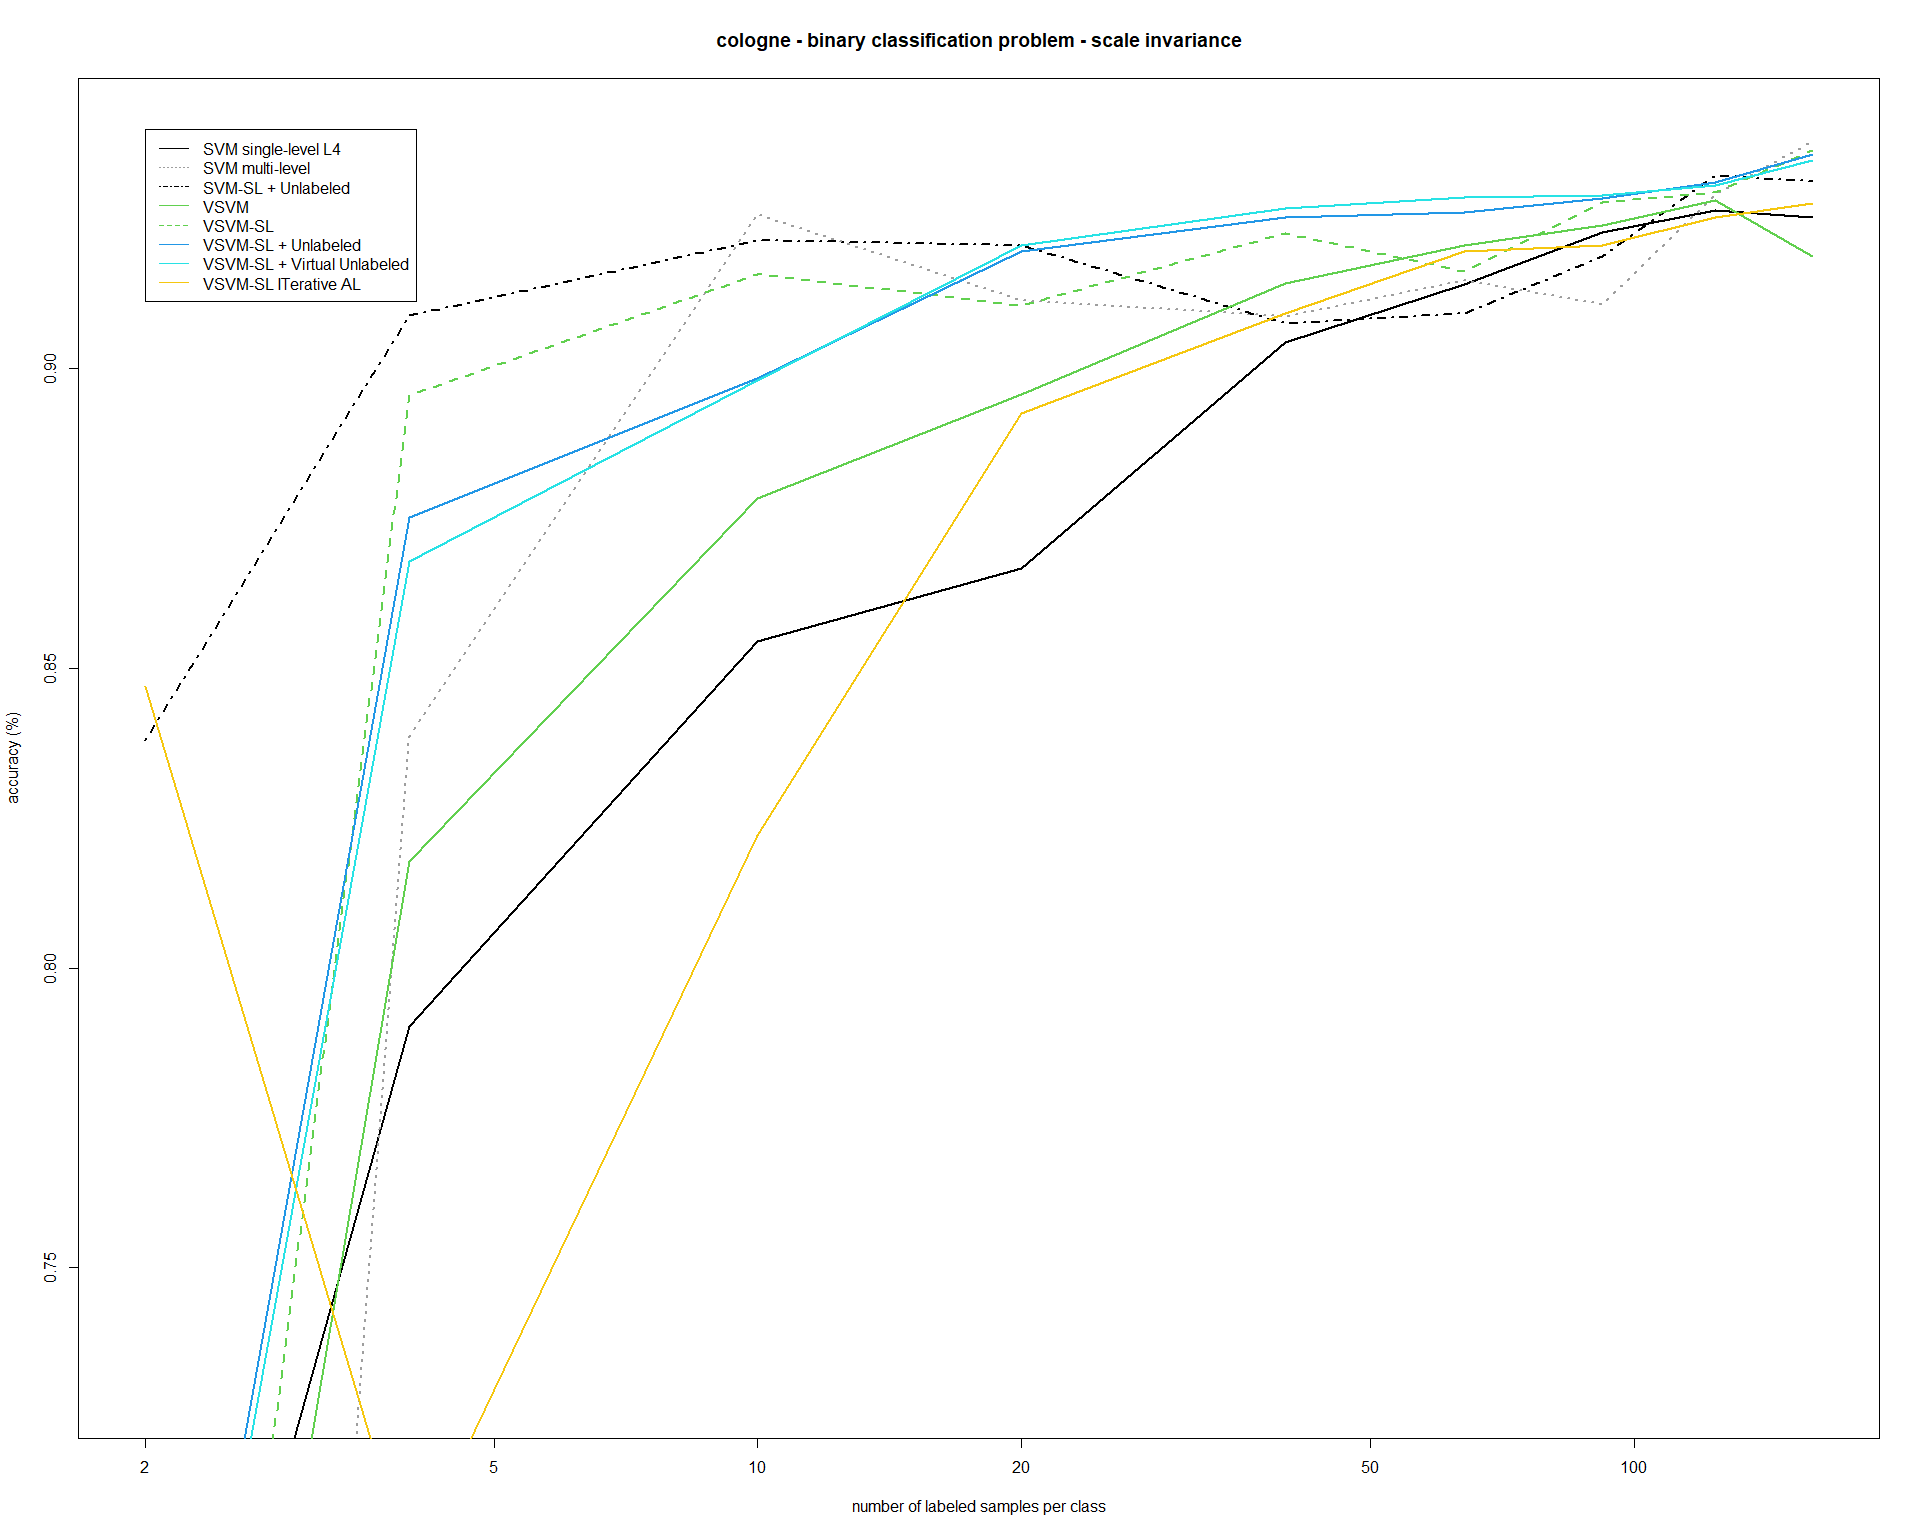 cologne - binary classification problem - scale invariance
SVM single-level L4
SVM multi-level
SVM-SL + Unlabeled
VSVM
VSVM-SL
VSVM-SL + Unlabeled
VSVM-SL + Virtual Unlabeled
VSVM-SL ITerative AL
0.90
0.85
0.80
0.75
accuracy (%)
2 5 10 20 50 100
number of labeled samples per class